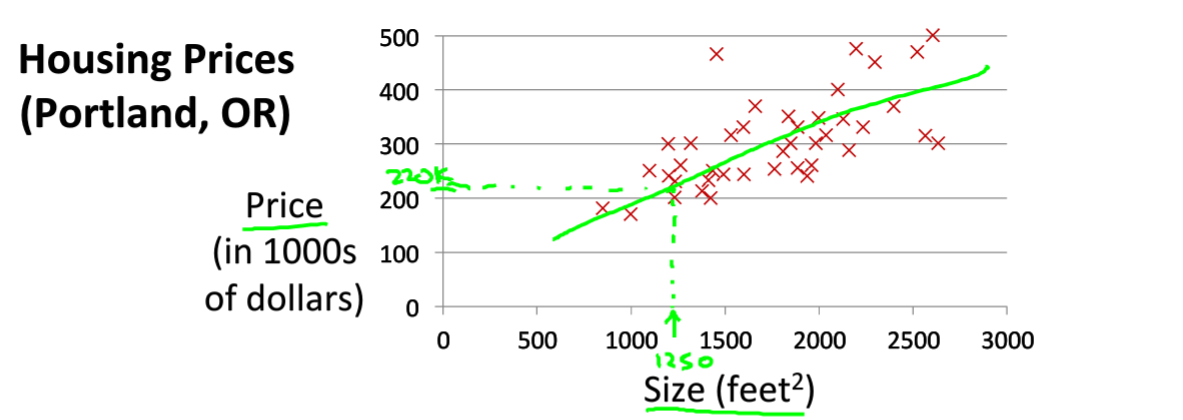 Housing Prices
(Portland, OR)
500
400
300
220K
200
100
0
Price
(in 1000s
of dollars)
0 500 1000 1500 2000 2500 3000
1250
Size (feet²)